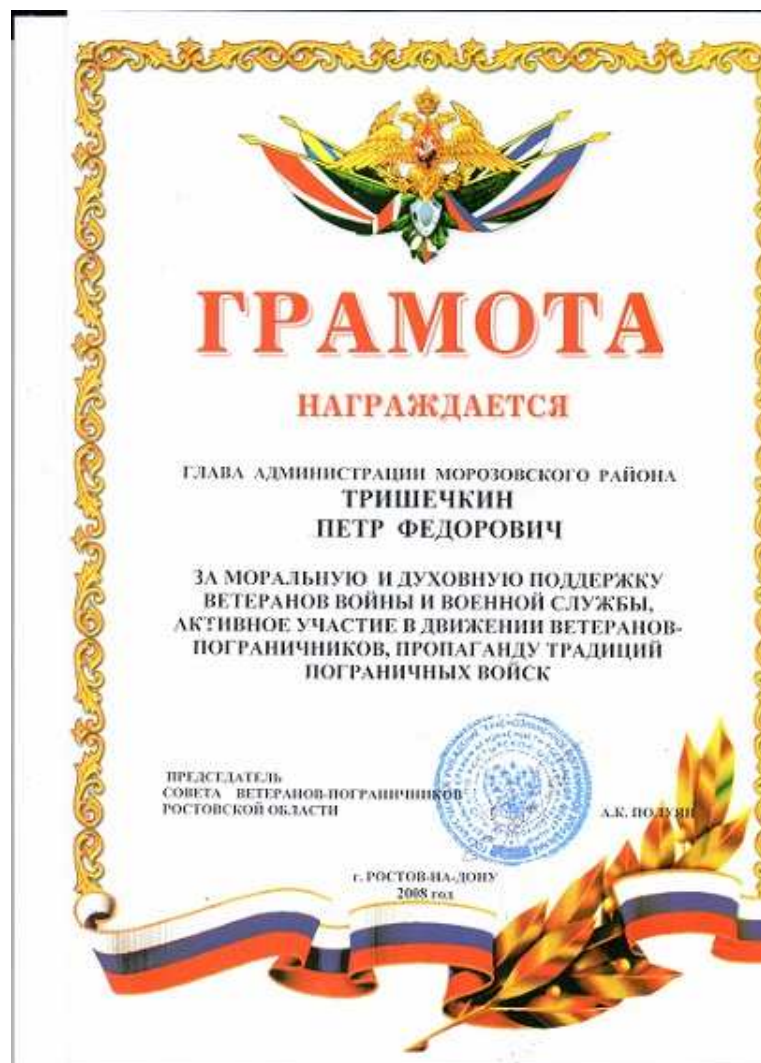 ГРАМОТА
НАГРАЖДАЕТСЯ
ГЛАВА АДМИНИСТРАЦИИ МОРОЗОВСКОГО РАЙОНА
ТРИШЕЧКИН
ПЕТР ФЕДОРОВИЧ
ЗА МОРАЛЬНУЮ И ДУХОВНУЮ ПОДДЕРЖКУ
ВЕТЕРАНОВ ВОЙНЫ И ВОЕННОЙ СЛУЖБЫ,
АКТИВНОЕ УЧАСТИЕ В ДВИЖЕНИИ ВЕТЕРАНОВ-
ПОГРАНИЧНИКОВ, ПРОПАГАНДУ ТРАДИЦИЙ
ПОГРАНИЧНЫХ ВОЙСК
ПРЕДСЕДАТЕЛЬ
СОВЕТА ВЕТЕРАНОВ-ПОГРАНИЧНИКОВ
РОСТОВСКОЙ ОБЛАСТИ А.К. ПОЛУЯН
г. РОСТОВ-НА-ДОНУ
2008 год